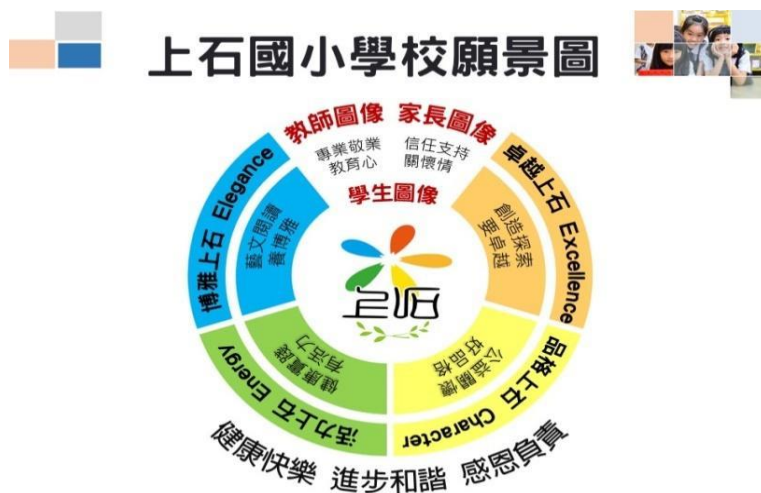 上石國小學校願景圖
教師圖像
家長圖像
專業敬業
教育心
信任支持
關懷情
學生圖像
博雅上石 Elegance
藝文閱讀
養博雅
卓越上石 Excellence
創造探索
要卓越
上石
活力上石 Energy
健康實踐
有活力
品格上石 Character
公益關懷
好品格
健康快樂 進步和諧 感恩負責